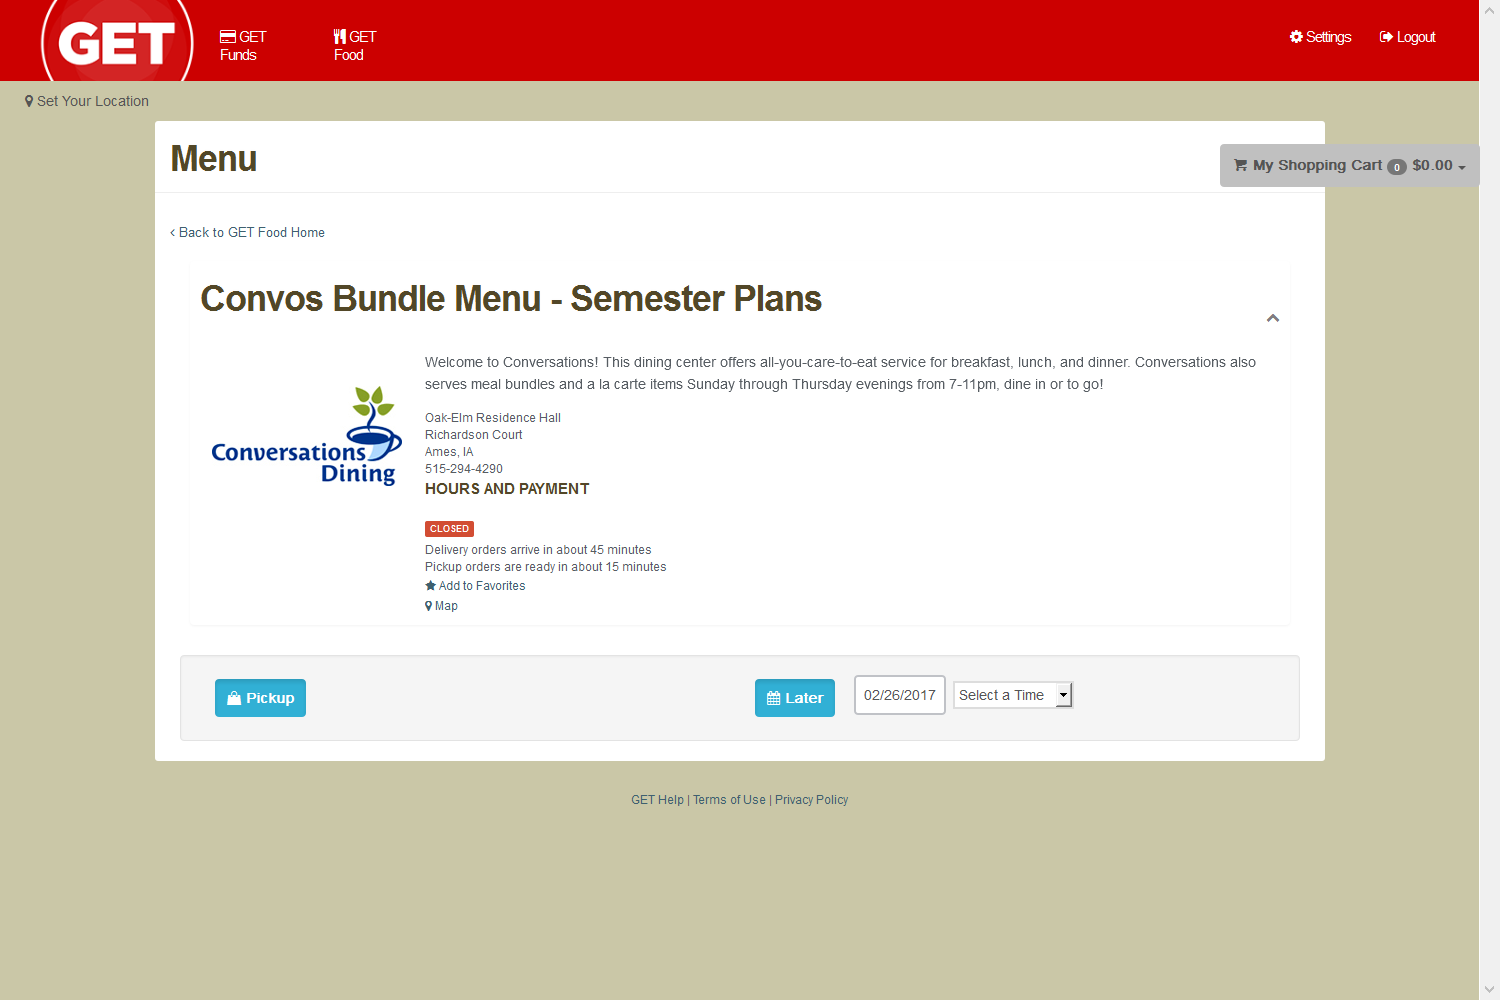 GET
GET Funds
GET Food
Settings
Logout
Set Your Location
Menu
My Shopping Cart 0 $0.00
Back to GET Food Home
Convos Bundle Menu - Semester Plans
Welcome to Conversations! This dining center offers all-you-care-to-eat service for breakfast, lunch, and dinner. Conversations also
serves meal bundles and a la carte items Sunday through Thursday evenings from 7-11pm, dine in or to go!
Conversations
Dining
Oak-Elm Residence Hall
Richardson Court
Ames, IA
515-294-4290
HOURS AND PAYMENT
CLOSED
Delivery orders arrive in about 45 minutes
Pickup orders are ready in about 15 minutes
Add to Favorites
Map
Pickup
Later
02/26/2017
Select a Time
GET Help | Terms of Use | Privacy Policy